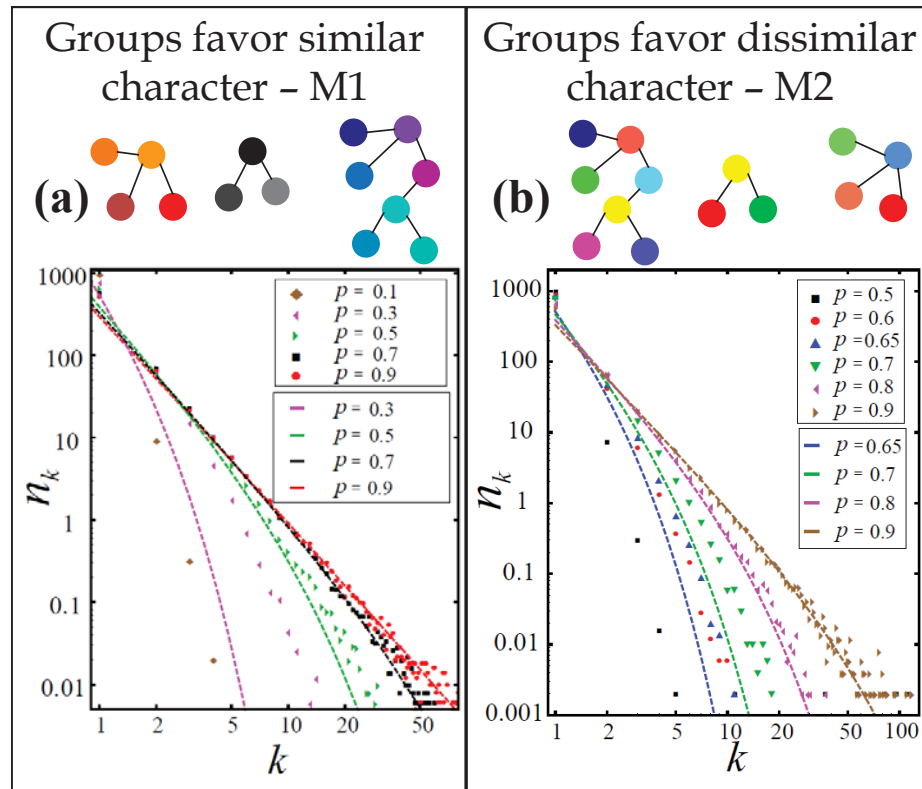 Groups favor similar
character – M1
(a)
1000
100
10
1
0.1
0.01
n_k
1
2
5
10
20
50
k
p = 0.1
p = 0.3
p = 0.5
p = 0.7
p = 0.9
p = 0.3
p = 0.5
p = 0.7
p = 0.9
Groups favor dissimilar
character – M2
(b)
1000
100
10
1
0.1
0.01
0.001
n_k
1
2
5
10
20
50
100
k
p = 0.5
p = 0.6
p =0.65
p = 0.7
p = 0.8
p = 0.9
p = 0.65
p = 0.7
p = 0.8
p = 0.9